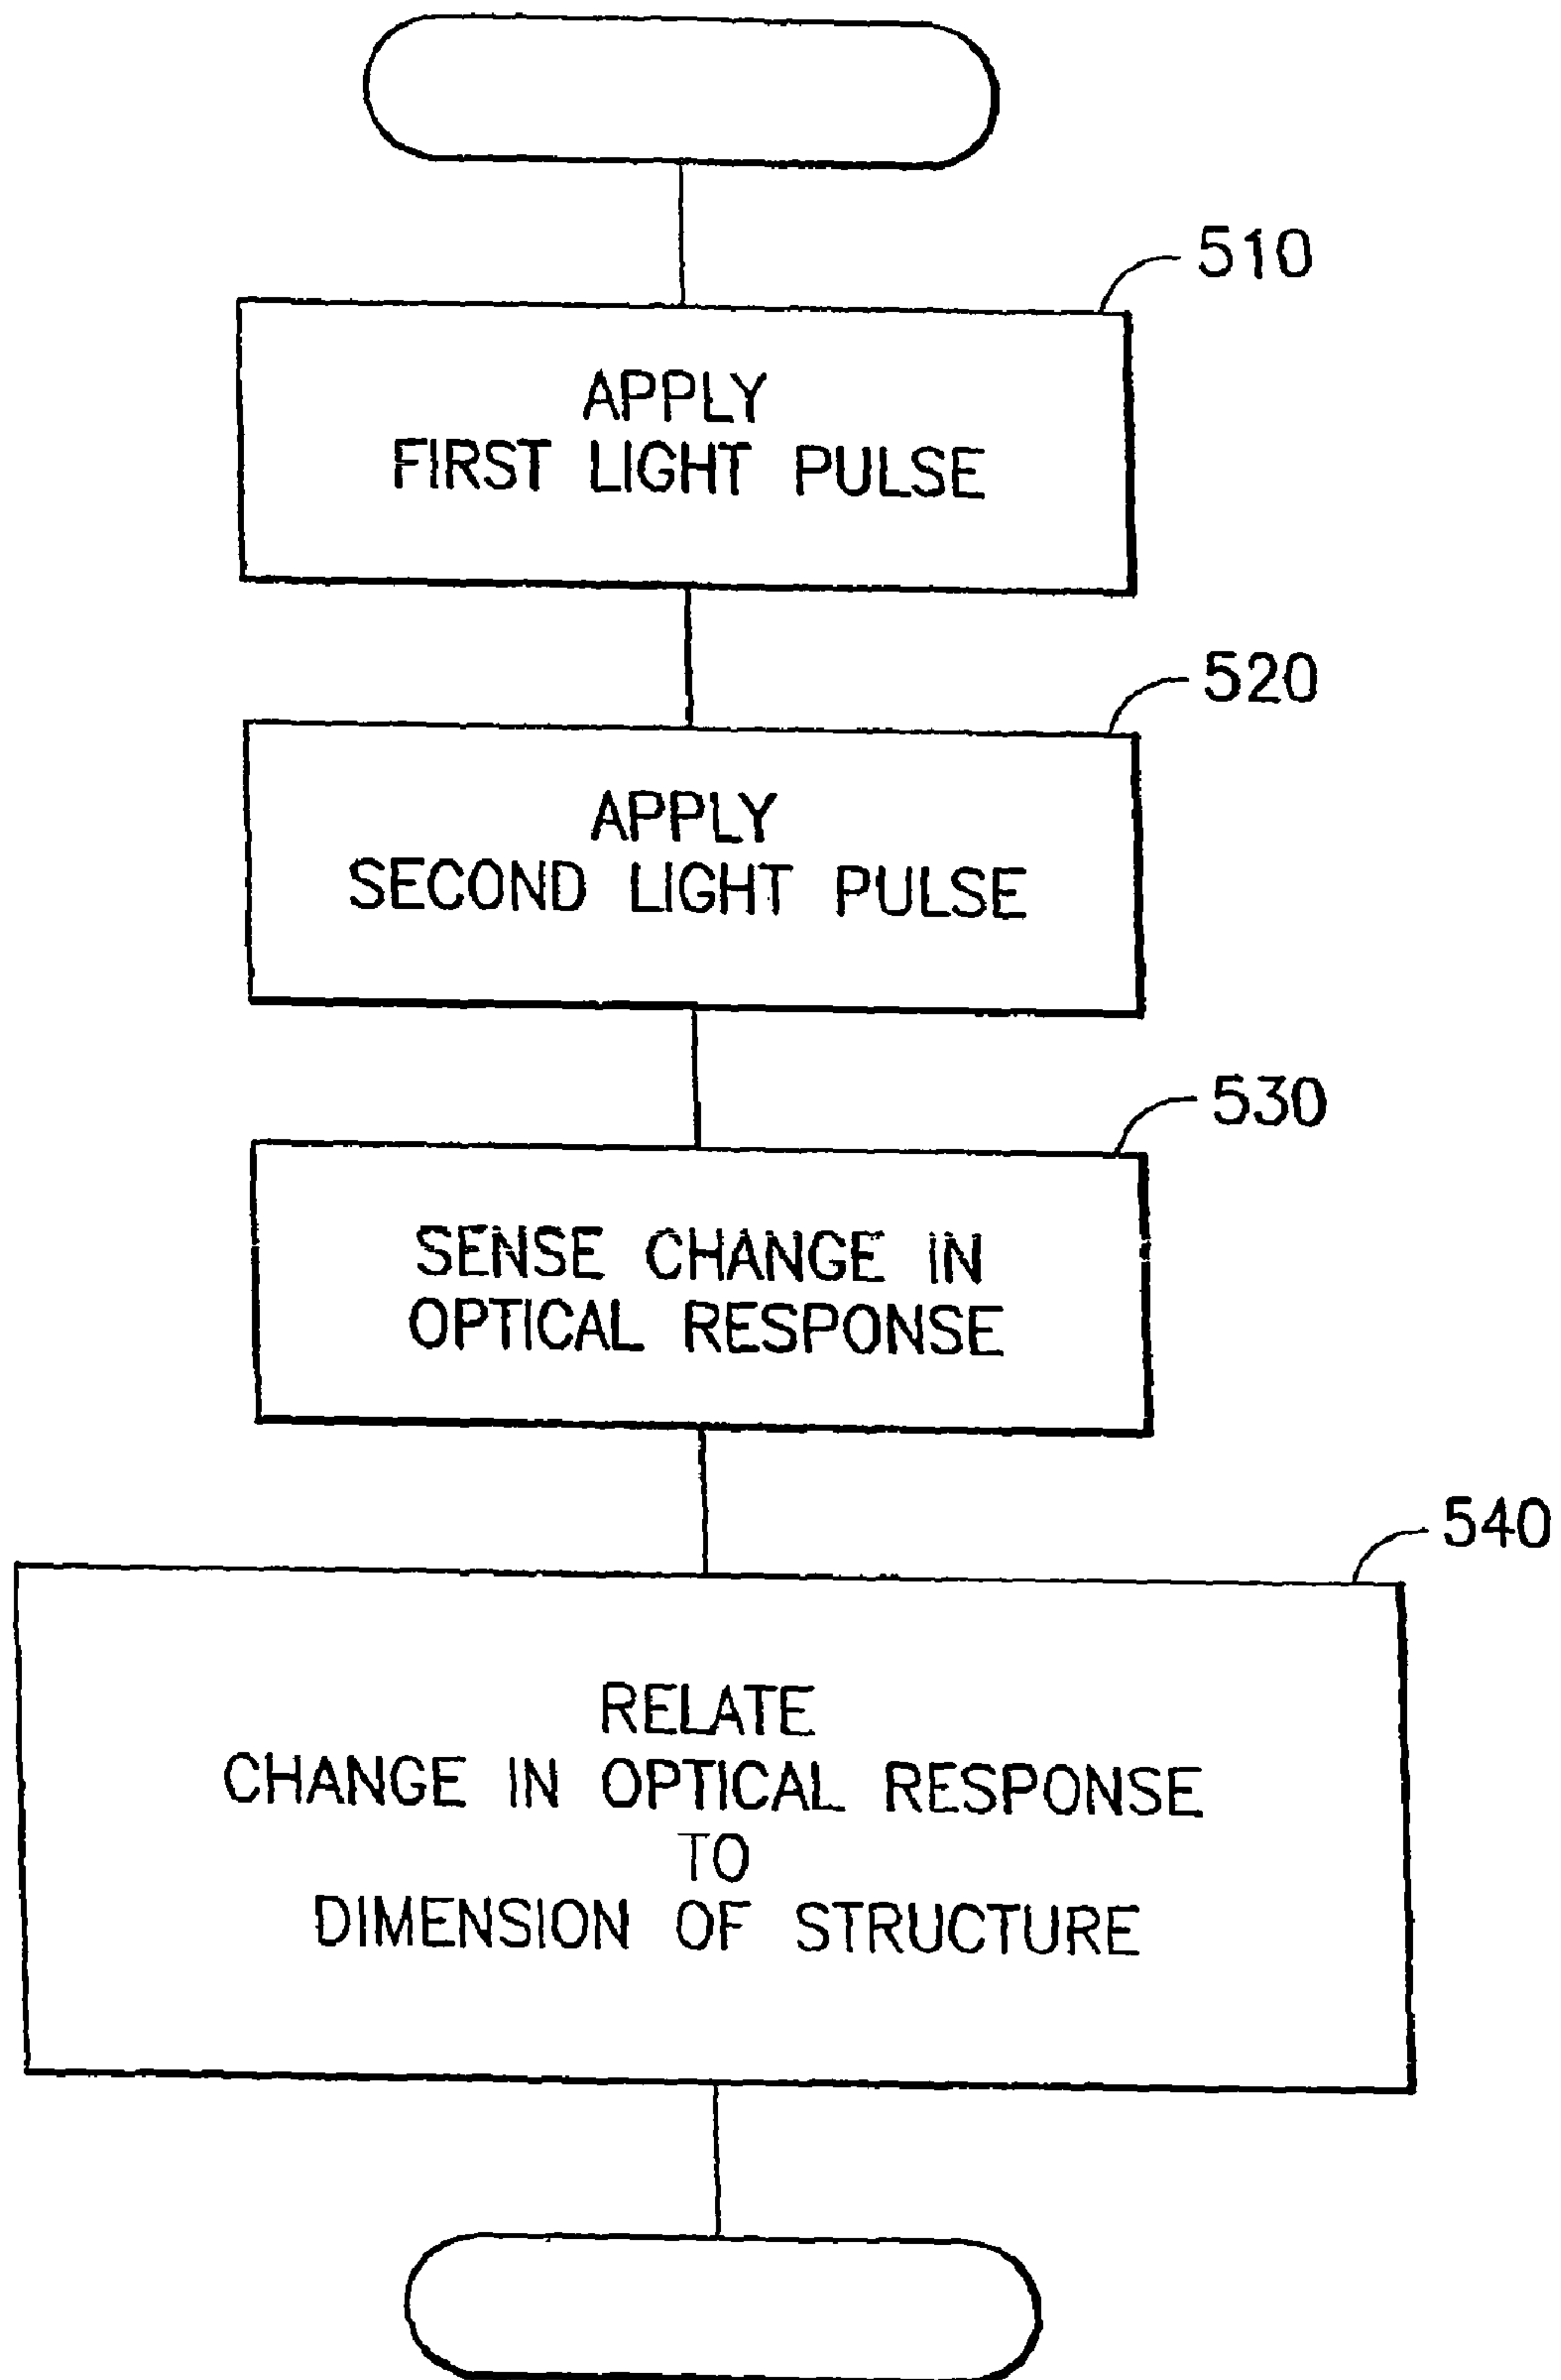 510
APPLY
FIRST LIGHT PULSE
520
APPLY
SECOND LIGHT PULSE
530
SENSE CHANGE IN
OPTICAL RESPONSE
540
RELATE
CHANGE IN OPTICAL RESPONSE
TO
DIMENSION OF STRUCTURE